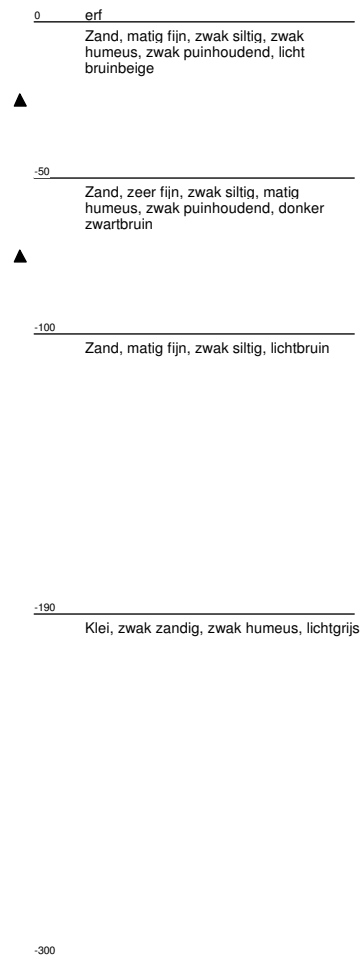 0 erf
Zand, matig fijn, zwak siltig, zwak
humeus, zwak puinhoudend, licht
bruinbeige
-50
Zand, zeer fijn, zwak siltig, matig
humeus, zwak puinhoudend, donker
zwartbruin
-100
Zand, matig fijn, zwak siltig, lichtbruin
-190
Klei, zwak zandig, zwak humeus, lichtgrijs
-300